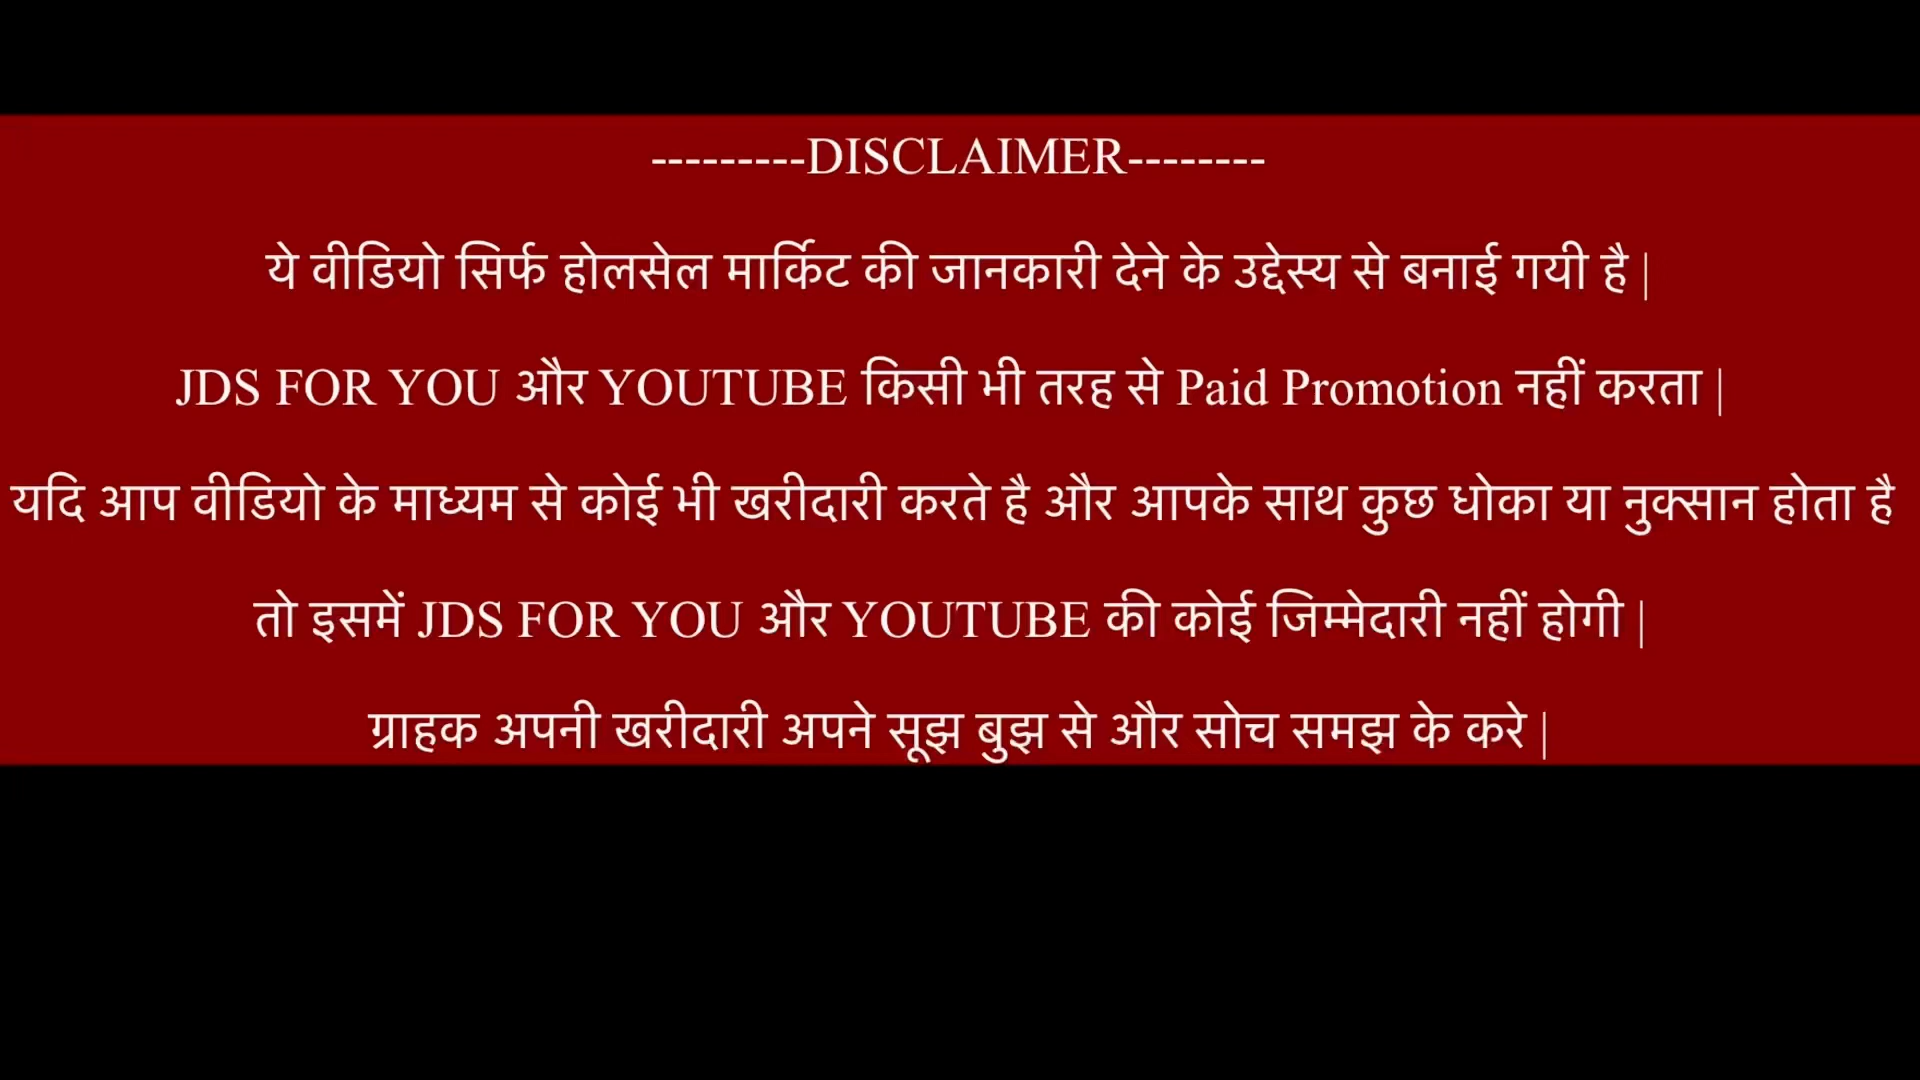 ---------DISCLAIMER--------
ये वीडियो सिर्फ होलसेल मार्किट की जानकारी देने के उद्देस्य से बनाई गयी है |
JDS FOR YOU और YOUTUBE किसी भी तरह से Paid Promotion नहीं करता |
यदि आप वीडियो के माध्यम से कोई भी खरीदारी करते है और आपके साथ कुछ धोका या नुक्सान होता है
तो इसमें JDS FOR YOU और YOUTUBE की कोई जिम्मेदारी नहीं होगी |
ग्राहक अपनी खरीदारी अपने सूझ बुझ से और सोच समझ के करे |